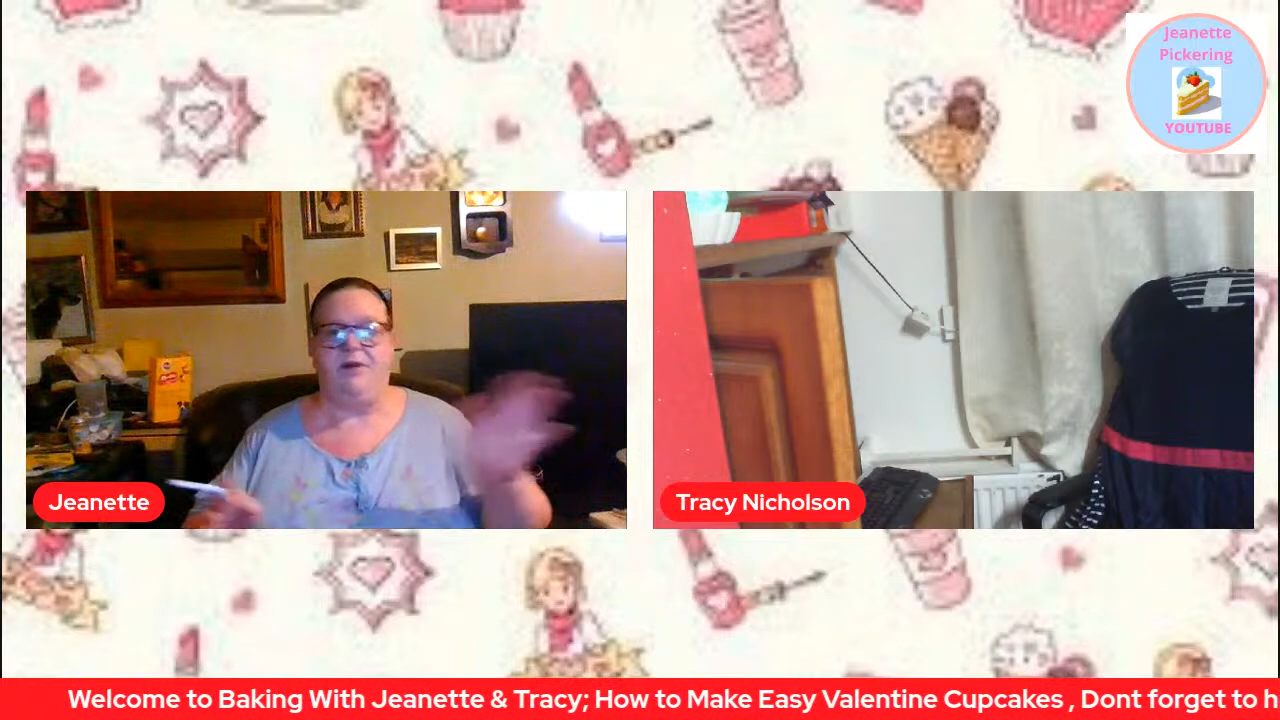 Jeanette
Pickering
YOUTUBE
Jeanette
Tracy Nicholson
Welcome to Baking With Jeanette & Tracy; How to Make Easy Valentine Cupcakes , Dont forget to h